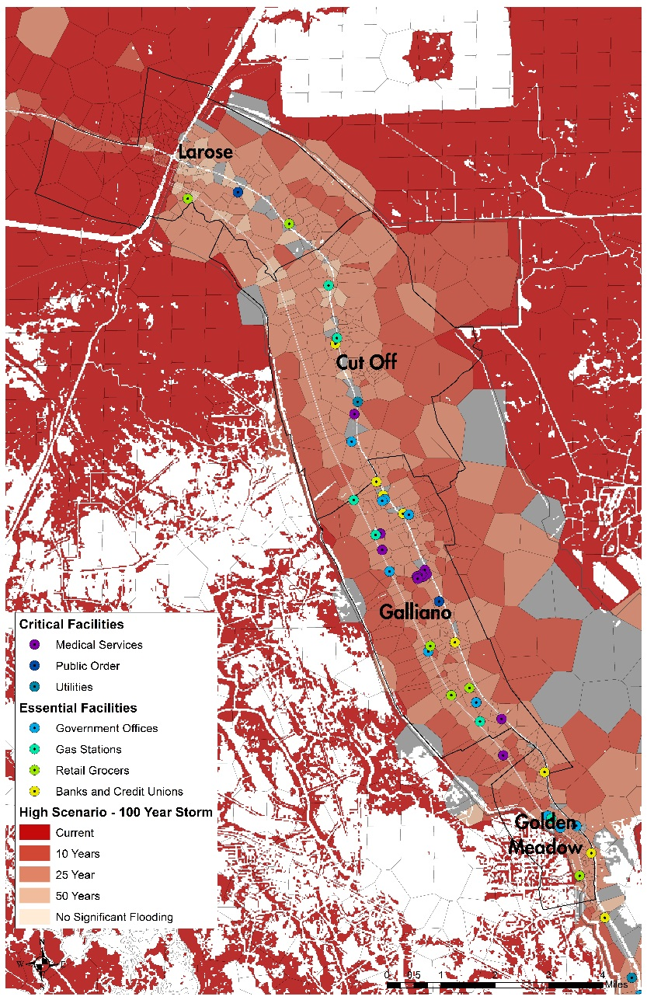 Larose
Cut Off
Galliano
Golden
Meadow
Critical Facilities
Medical Services
Public Order
Utilities
Essential Facilities
Government Offices
Gas Stations
Retail Grocers
Banks and Credit Unions
High Scenario - 100 Year Storm
Current
10 Years
25 Year
50 Years
No Significant Flooding
N
W
E
S
0 0.5 1 2 3 4
Miles